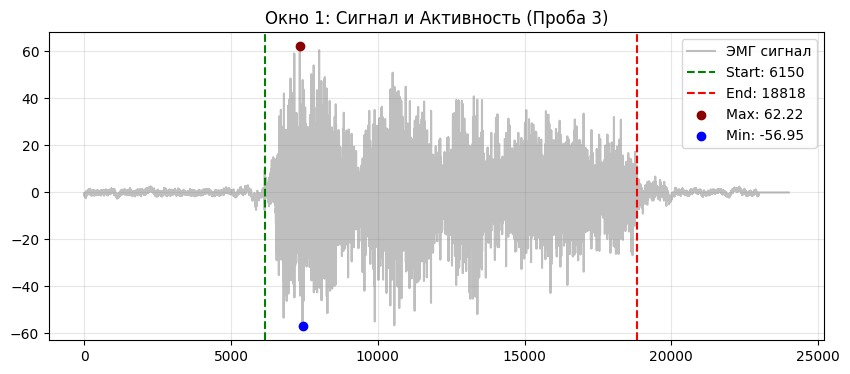 Окно 1: Сигнал и Активность (Проба 3)
ЭМГ сигнал
Start: 6150
End: 18818
Max: 62.22
Min: -56.95
60
40
20
0
−20
−40
−60
0 5000 10000 15000 20000 25000